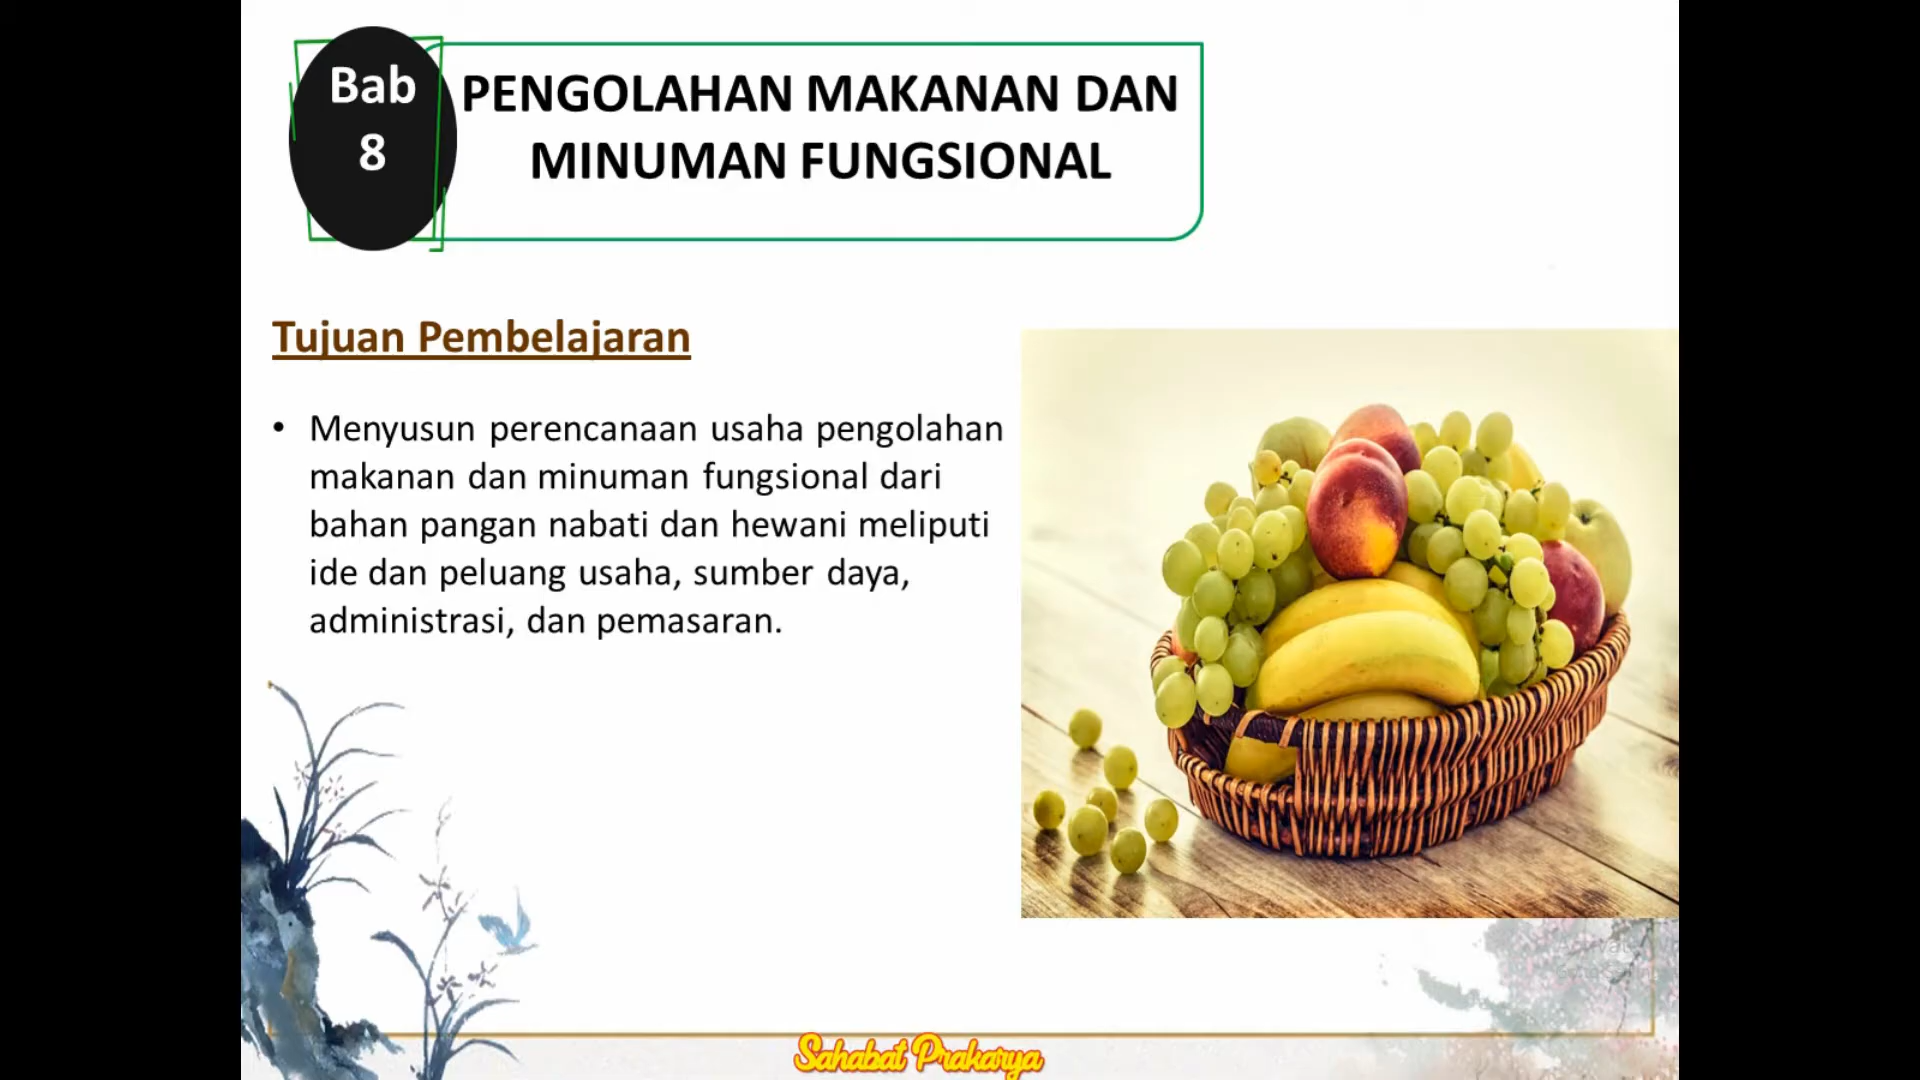 Bab
8
PENGOLAHAN MAKANAN DAN
MINUMAN FUNGSIONAL
Tujuan Pembelajaran
• Menyusun perencanaan usaha pengolahan
makanan dan minuman fungsional dari
bahan pangan nabati dan hewani meliputi
ide dan peluang usaha, sumber daya,
administrasi, dan pemasaran.
Sahabat Prakarya